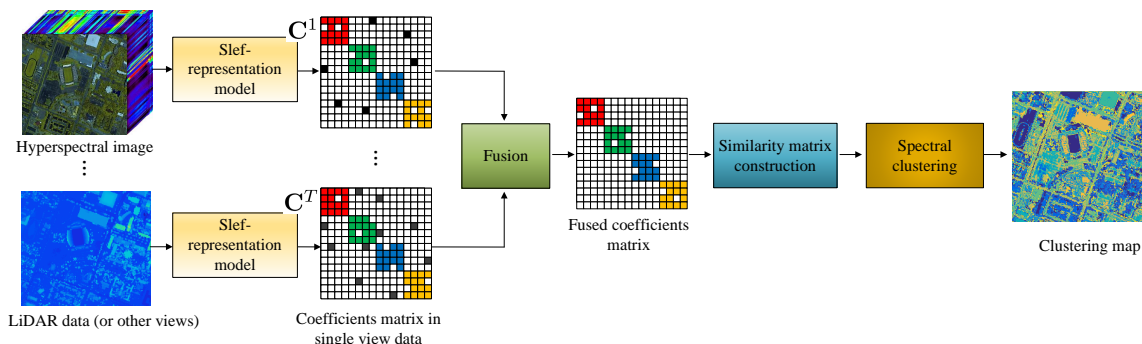 Hyperspectral image
...
LiDAR data (or other views)
Slef-
representation
model
Slef-
representation
model
C^1
...
C^T
Coefficients matrix in
single view data
Fusion
Fused coefficients
matrix
Similarity matrix
construction
Spectral
clustering
Clustering map